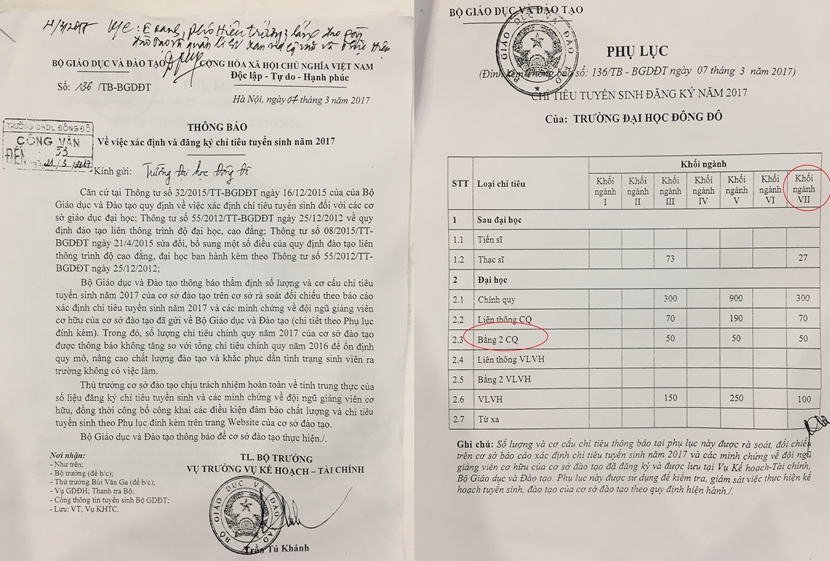 BỘ GIÁO DỤC VÀ ĐÀO TẠO
CỘNG HÒA XÃ HỘI CHỦ NGHĨA VIỆT NAM
Độc lập - Tự do - Hạnh phúc
Số: 136 /TB-BGDĐT
Hà Nội, ngày 07 tháng 3 năm 2017
TRƯỜNG ĐHDL ĐÔNG ĐÔ
CÔNG VĂN
ĐẾN 53
THÔNG BÁO
Về việc xác định và đăng ký chỉ tiêu tuyển sinh năm 2017
Kính gửi: Trường đại học Đông Đô
Căn cứ tại Thông tư số 32/2015/TT-BGDĐT ngày 16/12/2015 của của Bộ
Giáo dục và Đào tạo quy định về việc xác định chỉ tiêu tuyển sinh đối với các cơ
sở giáo dục đại học; Thông tư số 55/2012/TT-BGDĐT ngày 25/12/2012 về quy
định đào tạo liên thông trình độ đại học, cao đẳng; Thông tư số 08/2015/TT-
BGDĐT ngày 21/4/2015 sửa đổi, bổ sung một số điều của quy định đào tạo liên
thông trình độ cao đẳng, đại học ban hành kèm theo Thông tư số 55/2012/TT-
BGDĐT ngày 25/12/2012;
Bộ Giáo dục và Đào tạo thông báo thẩm định số lượng và cơ cấu chỉ tiêu
tuyển sinh năm 2017 của cơ sở đào tạo trên cơ sở rà soát đối chiếu theo báo cáo
xác định chỉ tiêu tuyển sinh năm 2017 và các minh chứng về đội ngũ giảng viên
cơ hữu của cơ sở đào tạo đã gửi về Bộ Giáo dục và Đào tạo (chi tiết theo Phụ lục
đính kèm). Trong đó, số lượng chỉ tiêu chính quy năm 2017 của cơ sở đào tạo
được thông báo không tăng so với tổng chỉ tiêu chính quy năm 2016 để ổn định
quy mô, nâng cao chất lượng đào tạo và khắc phục dần tình trạng sinh viên ra
trường không có việc làm.
Thủ trưởng cơ sở đào tạo chịu trách nhiệm hoàn toàn về tính trung thực của
số liệu đăng ký chỉ tiêu tuyển sinh và các minh chứng về đội ngũ giảng viên cơ
hữu, đồng thời công bố công khai các điều kiện đảm bảo chất lượng và chỉ tiêu
tuyển sinh theo Phụ lục đính kèm trên trang Website của cơ sở đào tạo.
Bộ Giáo dục và Đào tạo thông báo để cơ sở đào tạo thực hiện./.
Nơi nhận:
- Như trên;
- Bộ trưởng (để b/c);
- Thứ trưởng Bùi Văn Ga (để b/c);
- Vụ GDĐH; Thanh tra Bộ;
- Cổng thông tin tuyển sinh Bộ GDĐT;
- Lưu: VT, Vụ KHTC.
TL. BỘ TRƯỞNG
VỤ TRƯỞNG VỤ KẾ HOẠCH – TÀI CHÍNH
BỘ GIÁO DỤC VÀ ĐÀO TẠO
Trần Tú Khánh
BỘ GIÁO DỤC VÀ ĐÀO TẠO
BỘ GIÁO DỤC VÀ ĐÀO TẠO
PHỤ LỤC
(Đính kèm Thông báo số: 136/TB - BGDĐT ngày 07 tháng 3 năm 2017)
CHỈ TIÊU TUYỂN SINH ĐĂNG KÝ NĂM 2017
Của: TRƯỜNG ĐẠI HỌC ĐÔNG ĐÔ
STT Loại chỉ tiêu Khối ngành
Khối ngành I Khối ngành II Khối ngành III Khối ngành IV Khối ngành V Khối ngành VI Khối ngành VII
1 Sau đại học
1.1 Tiến sĩ
1.2 Thạc sĩ 73 27
2 Đại học
2.1 Chính quy 300 900 300
2.2 Liên thông CQ 70 190 70
2.3 Bằng 2 CQ 50 50 50
2.4 Liên thông VLVH
2.5 Bằng 2 VLVH
2.6 VLVH 150 250 100
2.7 Từ xa
Ghi chú: Số lượng và cơ cấu chỉ tiêu thông báo tại phụ lục này được rà soát, đối chiếu
trên cơ sở báo cáo xác định chỉ tiêu tuyển sinh năm 2017 và các minh chứng về đội ngũ
giảng viên cơ hữu của cơ sở đào tạo đã đăng ký và được lưu tại Vụ Kế hoạch-Tài chính,
Bộ Giáo dục và Đào tạo. Phụ lục này được sử dụng để kiểm tra, giám sát việc thực hiện kế
hoạch tuyển sinh, đào tạo của cơ sở đào tạo theo quy định hiện hành./.